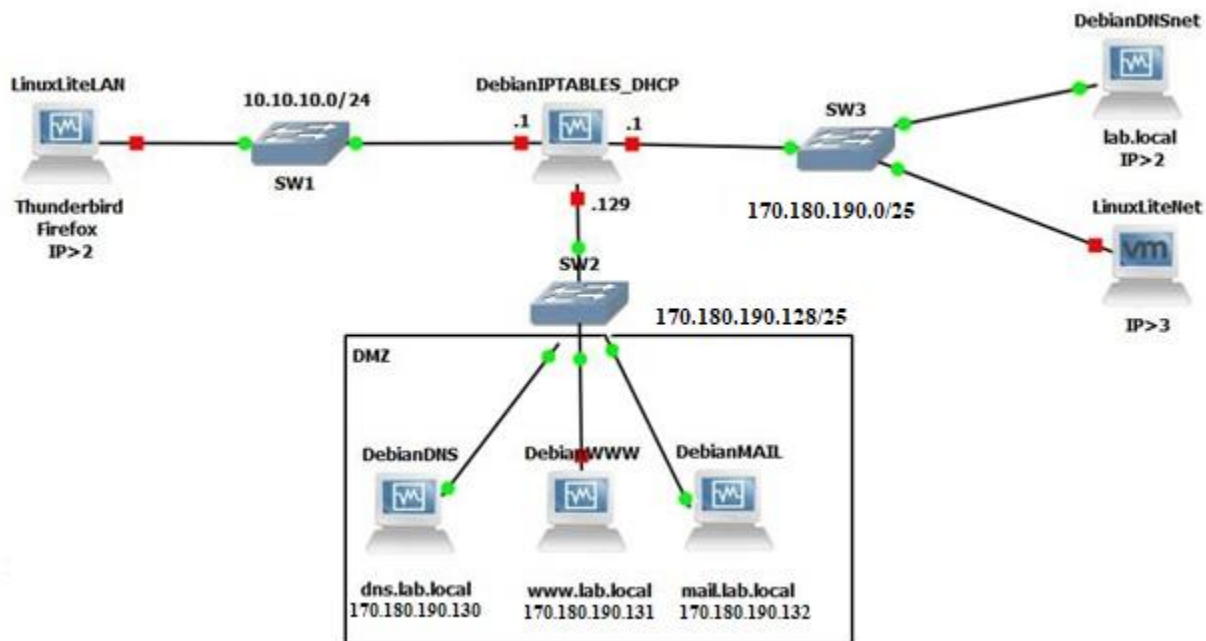 DebianDNSnet
LinuxLiteLAN
DebianIPTABLES_DHCP
10.10.10.0/24
SW3
.1
.1
lab.local
IP>2
SW1
Thunderbird
Firefox
IP>2
.129
170.180.190.0/25
LinuxLiteNet
vm
SW2
170.180.190.128/25
IP>3
DMZ
DebianDNS
DebianWWW
DebianMAIL
dns.lab.local
170.180.190.130
www.lab.local
170.180.190.131
mail.lab.local
170.180.190.132